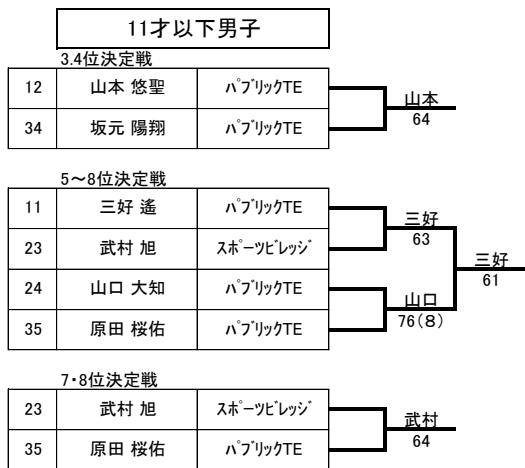 11才以下男子
3.4位決定戦
12 山本 悠聖 ﾊﾟﾌﾞﾘｯｸTE
山本
34 坂元 陽翔 ﾊﾟﾌﾞﾘｯｸTE
64
5～8位決定戦
11 三好 遙 ﾊﾟﾌﾞﾘｯｸTE
三好
23 武村 旭 ｽﾎﾟｰﾂﾋﾞﾚｯｼﾞ
63
三好
61
24 山口 大知 ﾊﾟﾌﾞﾘｯｸTE
山口
35 原田 桜佑 ﾊﾟﾌﾞﾘｯｸTE
76(８)
7・8位決定戦
23 武村 旭 ｽﾎﾟｰﾂﾋﾞﾚｯｼﾞ
武村
35 原田 桜佑 ﾊﾟﾌﾞﾘｯｸTE
64